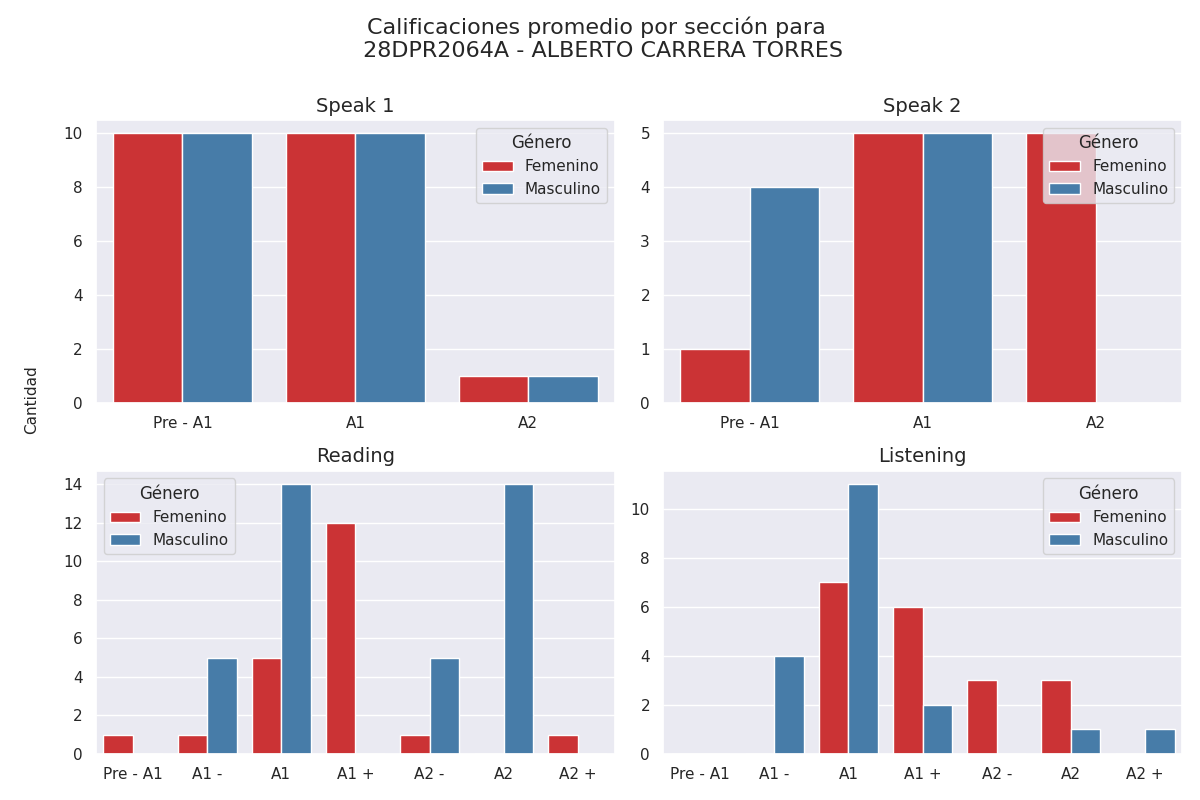 Calificaciones promedio por sección para
28DPR2064A - ALBERTO CARRERA TORRES
Cantidad
Speak 1
10
8
6
4
2
0
Pre - A1 A1 A2
Género
Femenino
Masculino
Speak 2
5
4
3
2
1
0
Pre - A1 A1 A2
Género
Femenino
Masculino
Reading
14
12
10
8
6
4
2
0
Pre - A1 A1 - A1 A1 + A2 - A2 A2 +
Género
Femenino
Masculino
Listening
10
8
6
4
2
0
Pre - A1 A1 - A1 A1 + A2 - A2 A2 +
Género
Femenino
Masculino